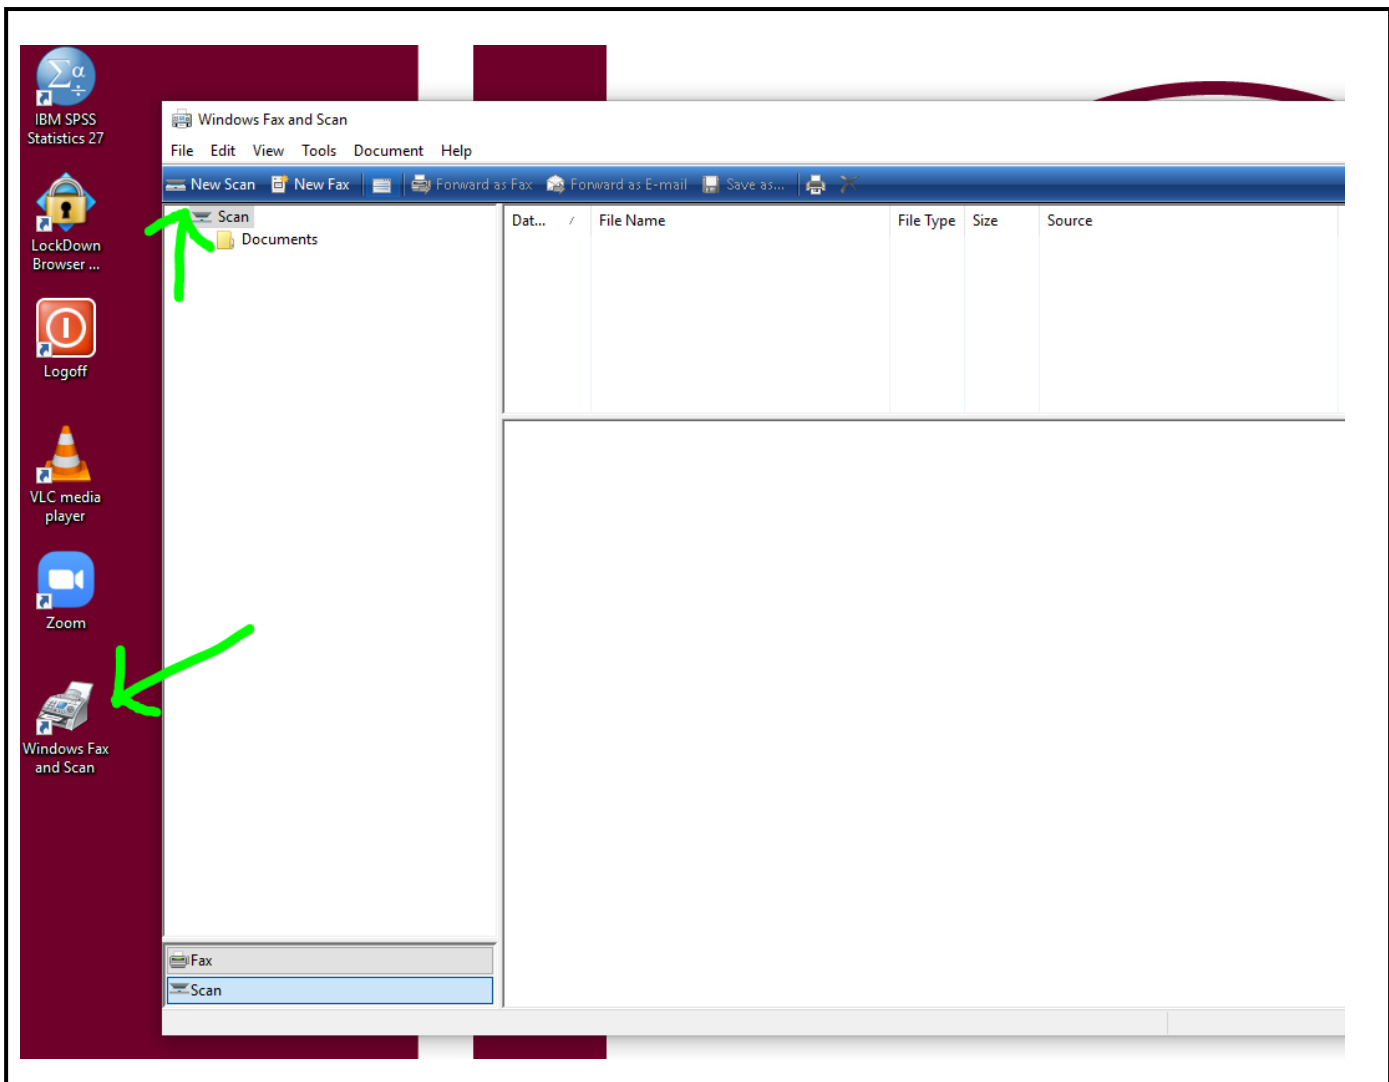 IBM SPSS
Statistics 27
LockDown
Browser ...
Logoff
VLC media
player
Zoom
Windows Fax
and Scan
Windows Fax and Scan
File Edit View Tools Document Help
New Scan New Fax Forward as Fax Forward as E-mail Save as...
Scan
Documents
Dat... File Name File Type Size Source
Fax
Scan